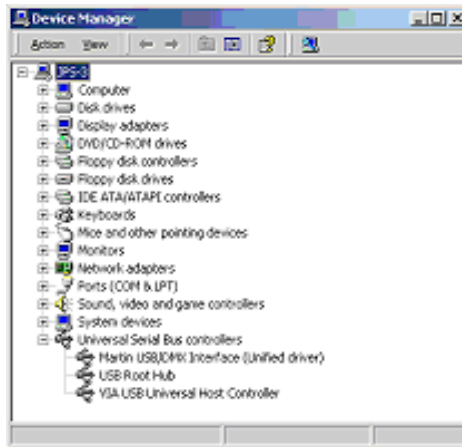 Device Manager
Action View
JPS-3
Computer
Disk drives
Display adapters
DVD/CD-ROM drives
Floppy disk controllers
Floppy disk drives
IDE ATA/ATAPI controllers
Keyboards
Mice and other pointing devices
Monitors
Network adapters
Ports (COM & LPT)
Sound, video and game controllers
System devices
Universal Serial Bus controllers
Martin USB/DMX Interface (Unified driver)
USB Root Hub
VIA USB Universal Host Controller